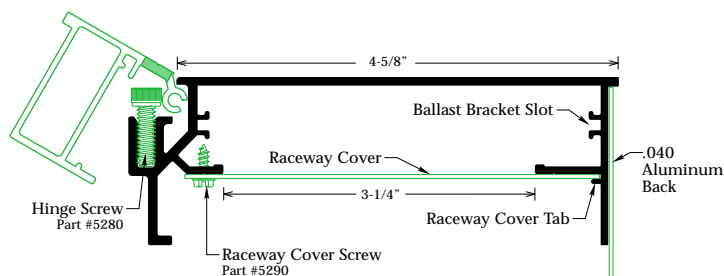 4-5/8”
Ballast Bracket Slot
.040
Aluminum
Back
Raceway Cover
3-1/4”
Hinge Screw
Part #5280
Raceway Cover Tab
Raceway Cover Screw
Part #5290